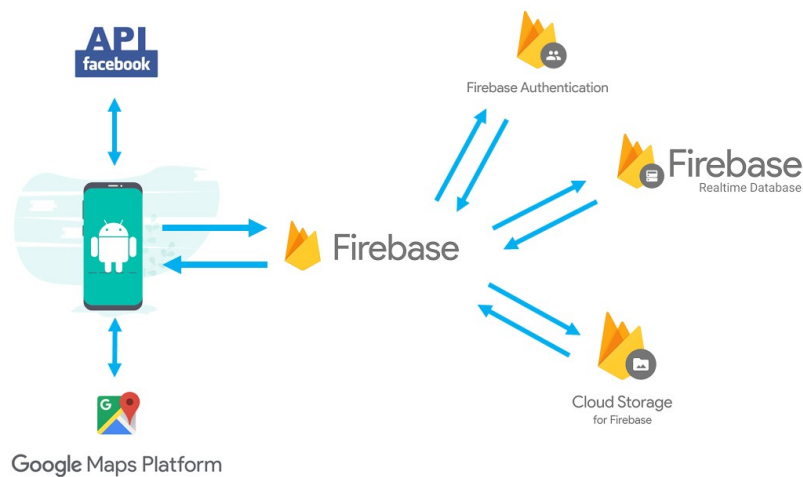 API
facebook
Firebase Authentication
Firebase
Realtime Database
Firebase
Cloud Storage
for Firebase
G
Google Maps Platform